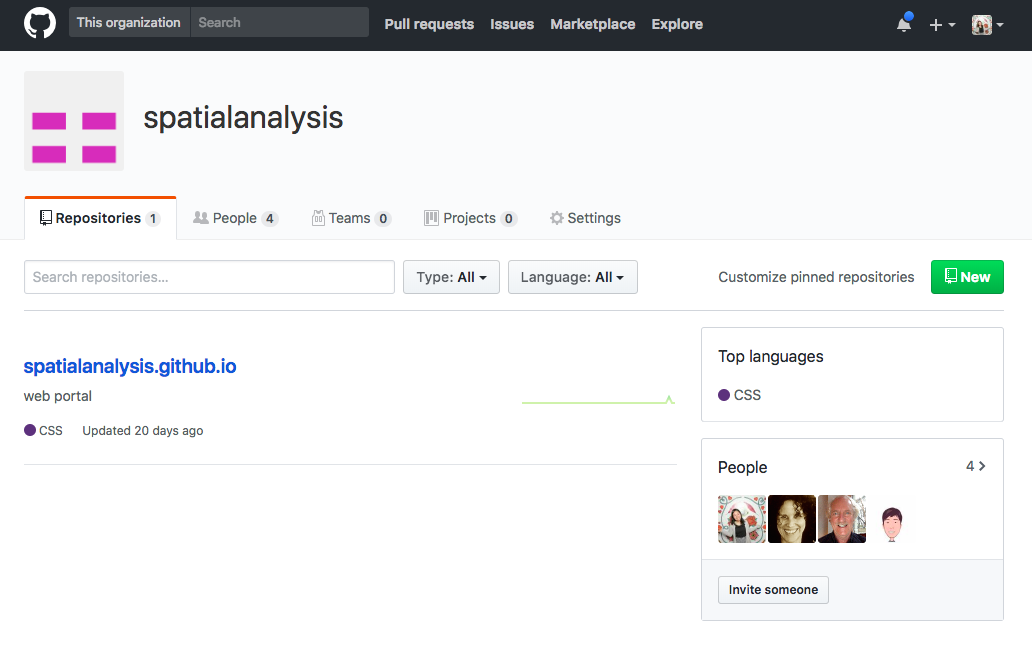 This organization Search Pull requests Issues Marketplace Explore
spatialanalysis
Repositories 1 People 4 Teams 0 Projects 0 Settings
Search repositories... Type: All Language: All Customize pinned repositories New
spatialanalysis.github.io
web portal
CSS Updated 20 days ago
Top languages
CSS
People 4
Invite someone